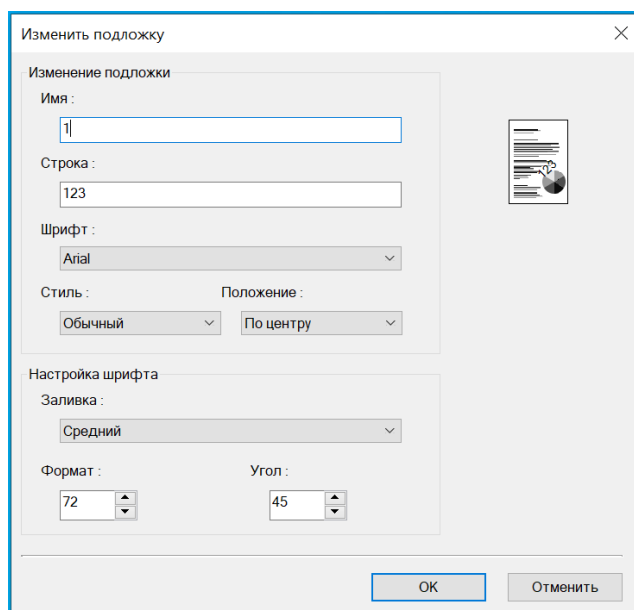 Изменить подложку
Изменение подложки
Имя :
1
Строка :
123
Шрифт :
Arial
Стиль : Положение :
Обычный По центру
Настройка шрифта
Заливка :
Средний
Формат : Угол :
72 45
OK Отменить